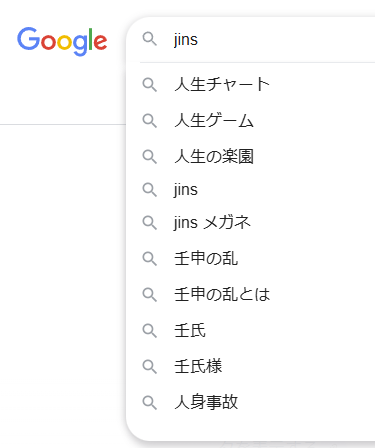 Google
jins
人生チャート
人生ゲーム
人生の楽園
jins
jins メガネ
壬申の乱
壬申の乱とは
壬氏
壬氏様
人身事故